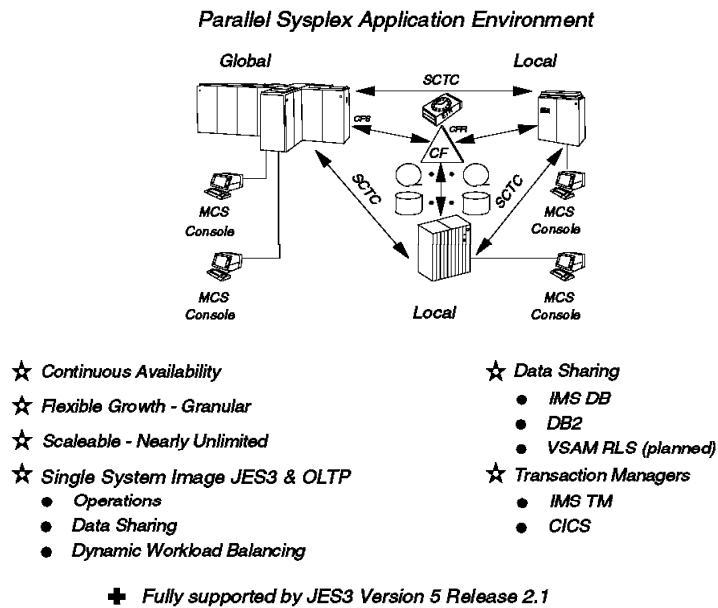 Parallel Sysplex Application Environment
Global
Local
SCTC
CFS
CFR
CF
SCTC
SCTC
MCS
Console
MCS
Console
MCS
Console
MCS
Console
Local
☆ Continuous Availability
☆ Flexible Growth - Granular
☆ Scaleable - Nearly Unlimited
☆ Single System Image JES3 & OLTP
● Operations
● Data Sharing
● Dynamic Workload Balancing
☆ Data Sharing
● IMS DB
● DB2
● VSAM RLS (planned)
☆ Transaction Managers
● IMS TM
● CICS
✚ Fully supported by JES3 Version 5 Release 2.1